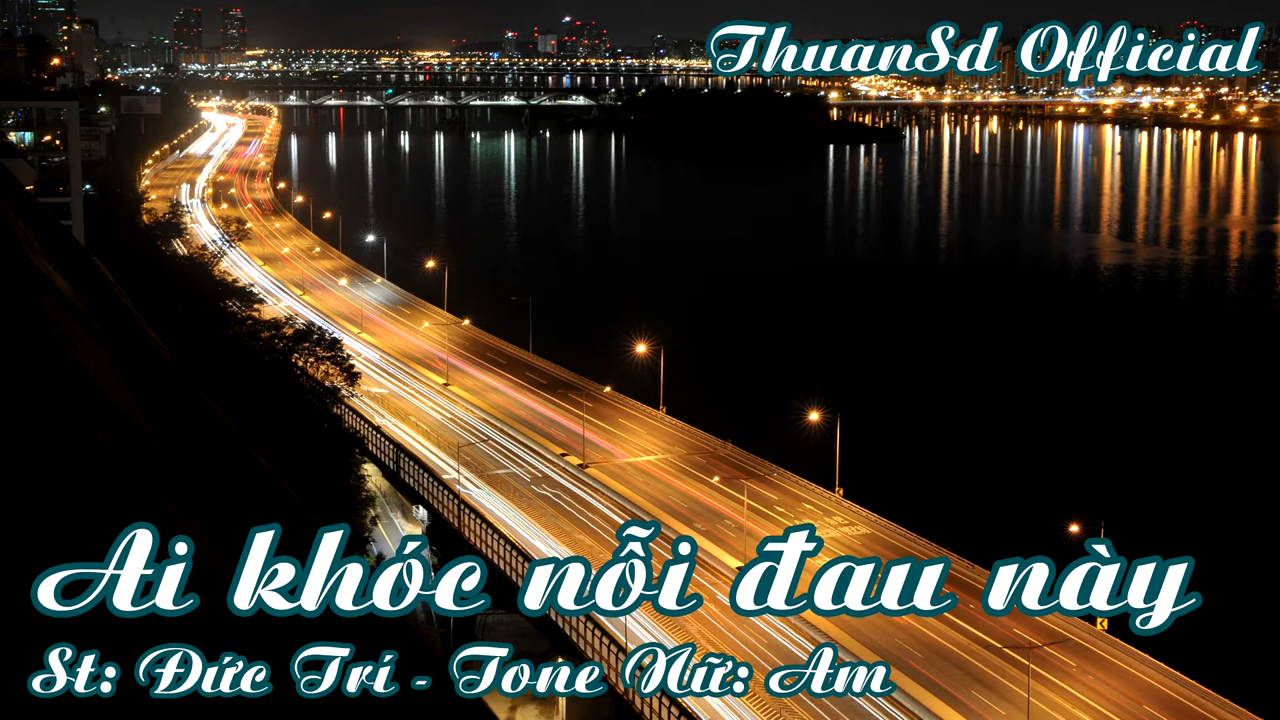 ThuanSd Official
Ai khóc nỗi đau này
St: Đức Trí - Tone Nữ: Am